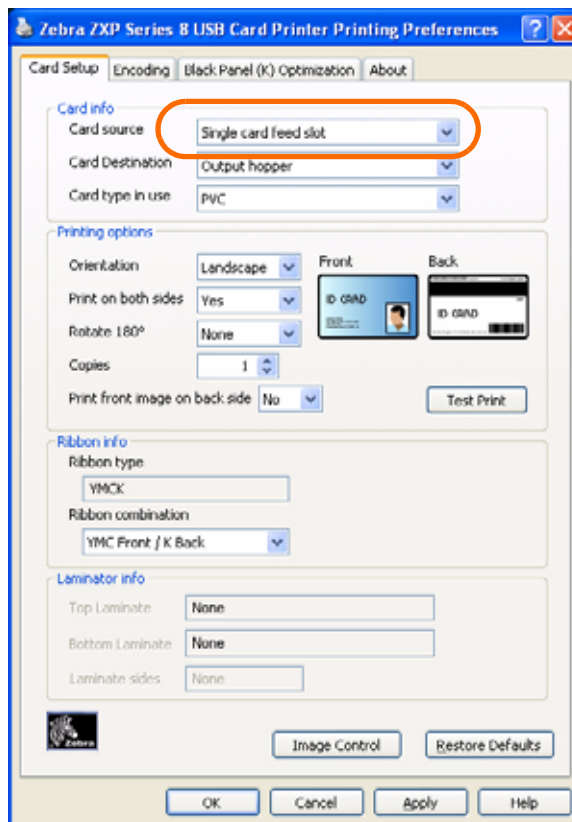 Zebra ZXP Series 8 USB Card Printer Printing Preferences
Card Setup Encoding Black Panel (K) Optimization About
Card info
Card source Single card feed slot
Card Destination Output hopper
Card type in use PVC
Printing options
Orientation Landscape Front Back
Print on both sides Yes
ID CARD ID CARD
Rotate 180° None
Copies 1
Print front image on back side No Test Print
Ribbon info
Ribbon type
YMCK
Ribbon combination
YMC Front / K Back
Laminator info
Top Laminate None
Bottom Laminate None
Laminate sides None
Zebra
Image Control Restore Defaults
OK Cancel Apply Help